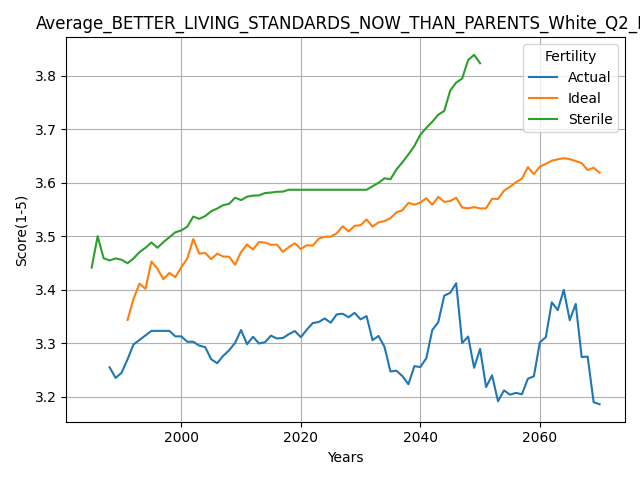 Average_BETTER_LIVING_STANDARDS_NOW_THAN_PARENTS_White_Q2_
Fertility
Actual
Ideal
Sterile
Score(1-5)
3.8
3.7
3.6
3.5
3.4
3.3
3.2
2000
2020
2040
2060
Years